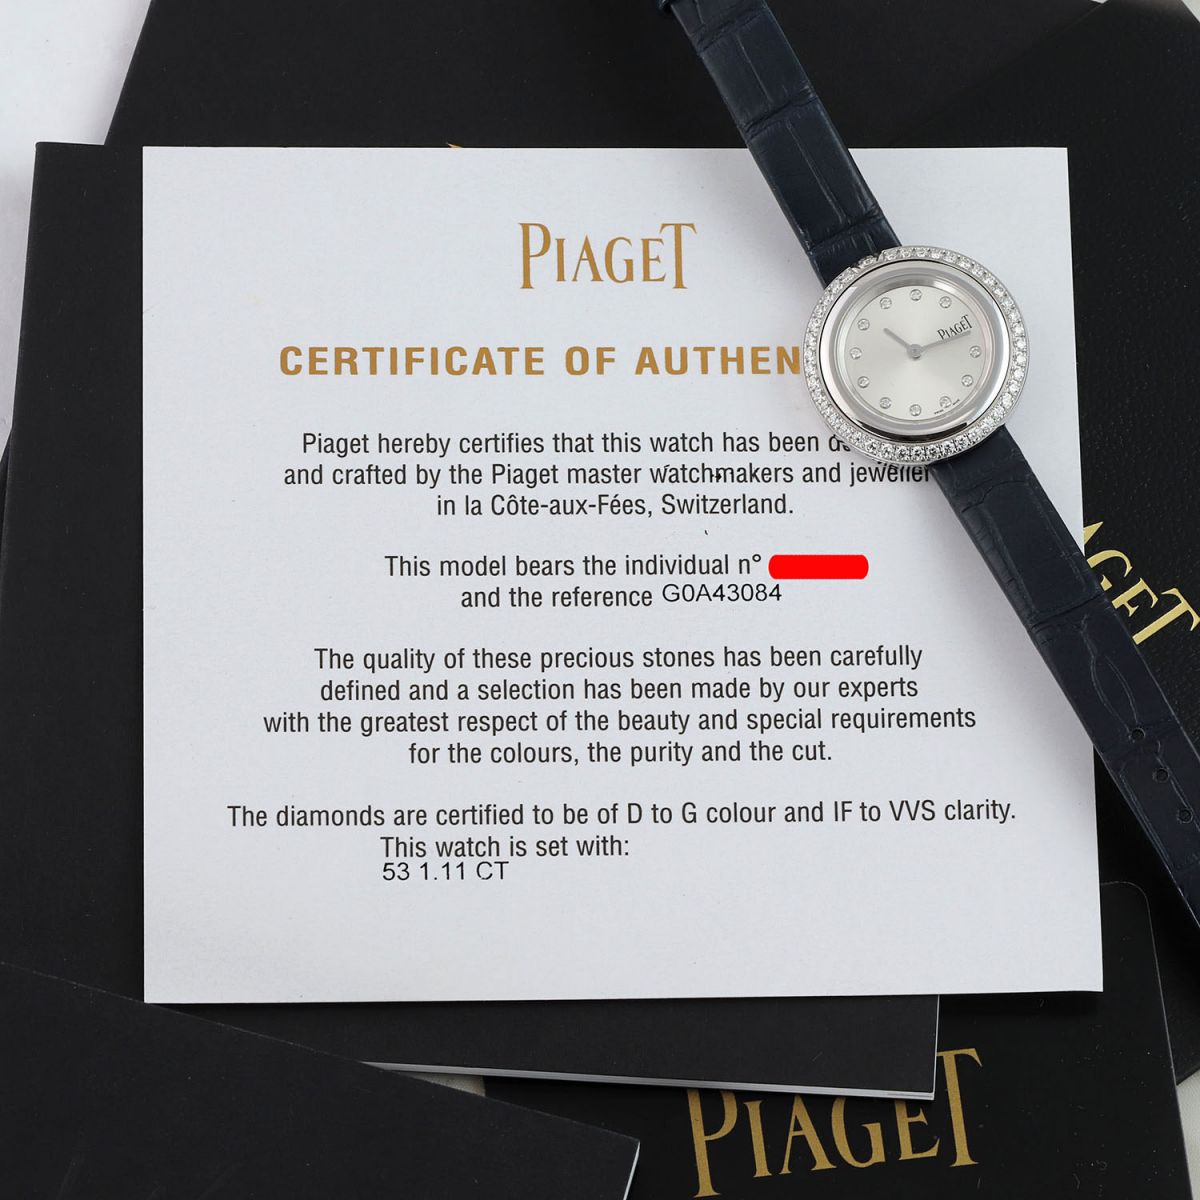 PIAGET
CERTIFICATE OF AUTHEN
PIAGET
Piaget hereby certifies that this watch has been
and crafted by the Piaget master watchmakers and jeweller
in la Côte-aux-Fées, Switzerland.
This model bears the individual n°
and the reference G0A43084
The quality of these precious stones has been carefully
defined and a selection has been made by our experts
with the greatest respect of the beauty and special requirements
for the colours, the purity and the cut.
The diamonds are certified to be of D to G colour and IF to VVS clarity.
This watch is set with:
53 1.11 CT
AGET
PIAGET